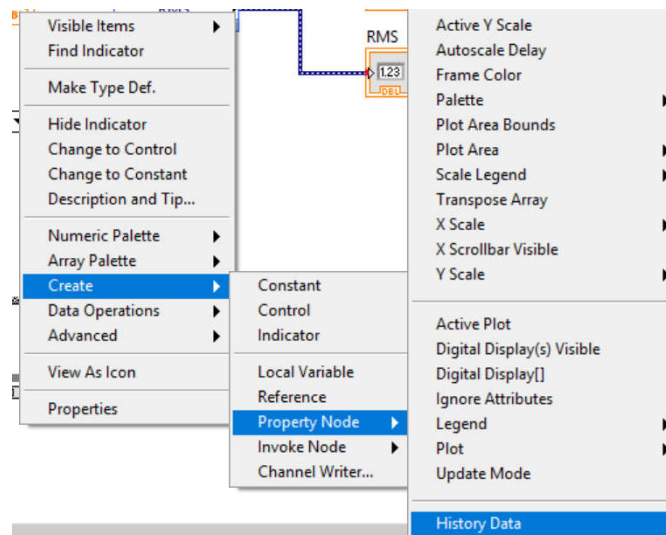 Visible Items
Find Indicator
Make Type Def.
Hide Indicator
Change to Control
Change to Constant
Description and Tip...
Numeric Palette
Array Palette
Create
Data Operations
Advanced
View As Icon
Properties
Constant
Control
Indicator
Local Variable
Reference
Property Node
Invoke Node
Channel Writer...
RMS
1.23
DBL
Active Y Scale
Autoscale Delay
Frame Color
Palette
Plot Area Bounds
Plot Area
Scale Legend
Transpose Array
X Scale
X Scrollbar Visible
Y Scale
Active Plot
Digital Display(s) Visible
Digital Display[]
Ignore Attributes
Legend
Plot
Update Mode
History Data